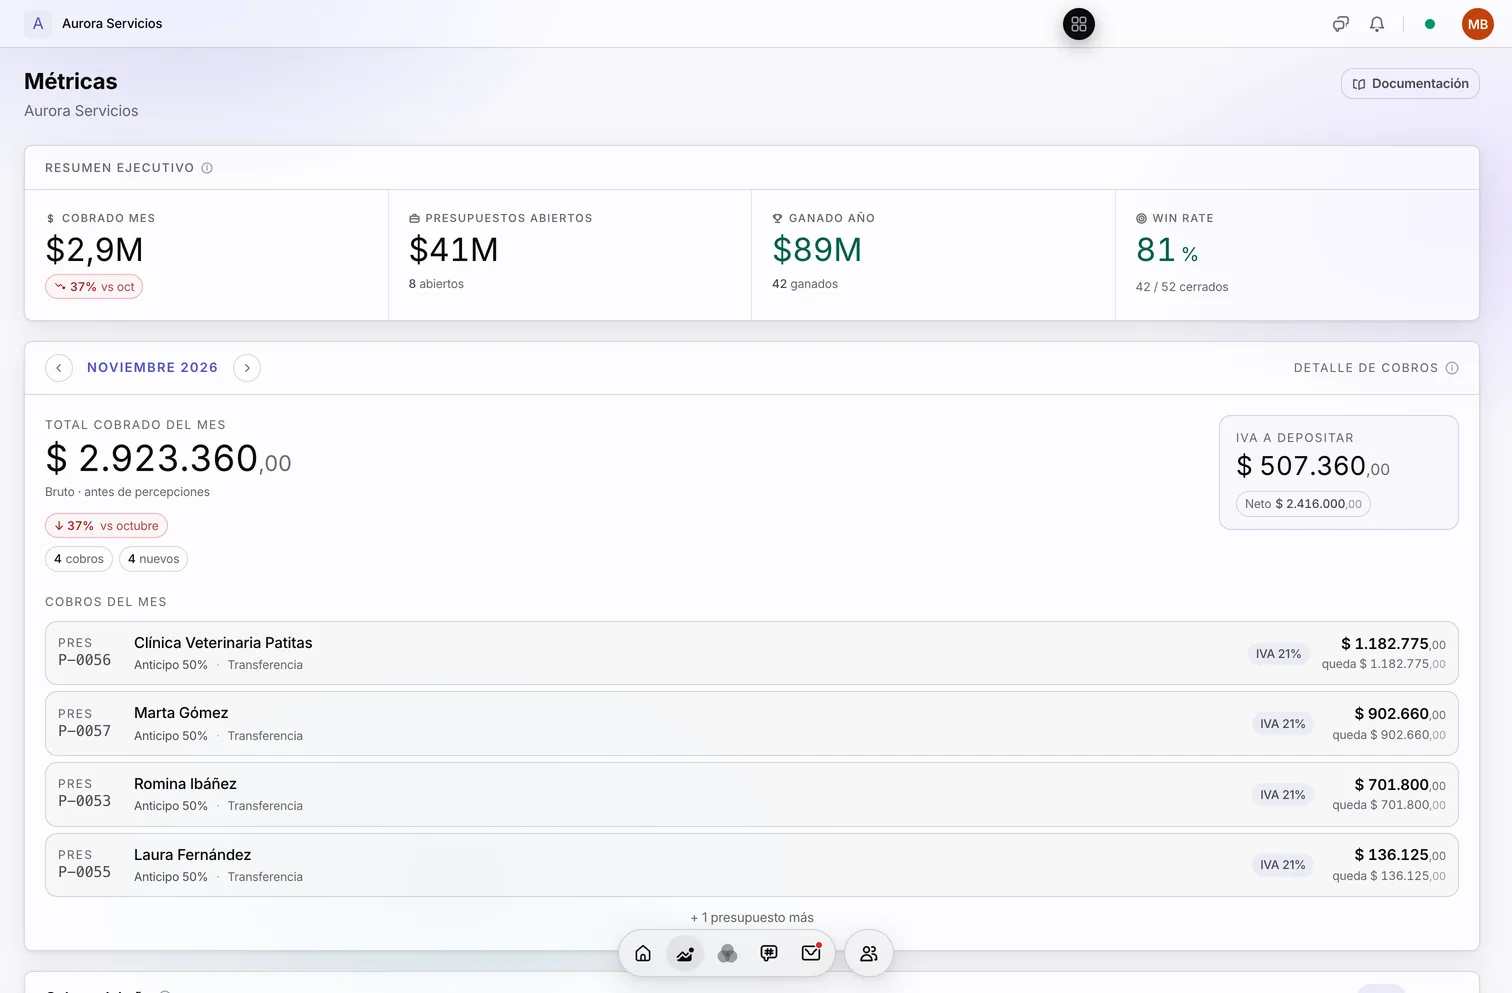 A Aurora Servicios
MB
Métricas
Aurora Servicios
Documentación
RESUMEN EJECUTIVO
$ COBRADO MES
$2,9M
37% vs oct
PRESUPUESTOS ABIERTOS
$41M
8 abiertos
GANADO AÑO
$89M
42 ganados
WIN RATE
81 %
42 / 52 cerrados
NOVIEMBRE 2026
DETALLE DE COBROS
TOTAL COBRADO DEL MES
$ 2.923.360,00
Bruto · antes de percepciones
↓ 37% vs octubre
4 cobros 4 nuevos
IVA A DEPOSITAR
$ 507.360,00
Neto $ 2.416.000,00
COBROS DEL MES
PRES
P-0056
Clínica Veterinaria Patitas
Anticipo 50% · Transferencia
IVA 21%
$ 1.182.775,00
queda $ 1.182.775,00
PRES
P-0057
Marta Gómez
Anticipo 50% · Transferencia
IVA 21%
$ 902.660,00
queda $ 902.660,00
PRES
P-0053
Romina Ibáñez
Anticipo 50% · Transferencia
IVA 21%
$ 701.800,00
queda $ 701.800,00
PRES
P-0055
Laura Fernández
Anticipo 50% · Transferencia
IVA 21%
$ 136.125,00
queda $ 136.125,00
+ 1 presupuesto más